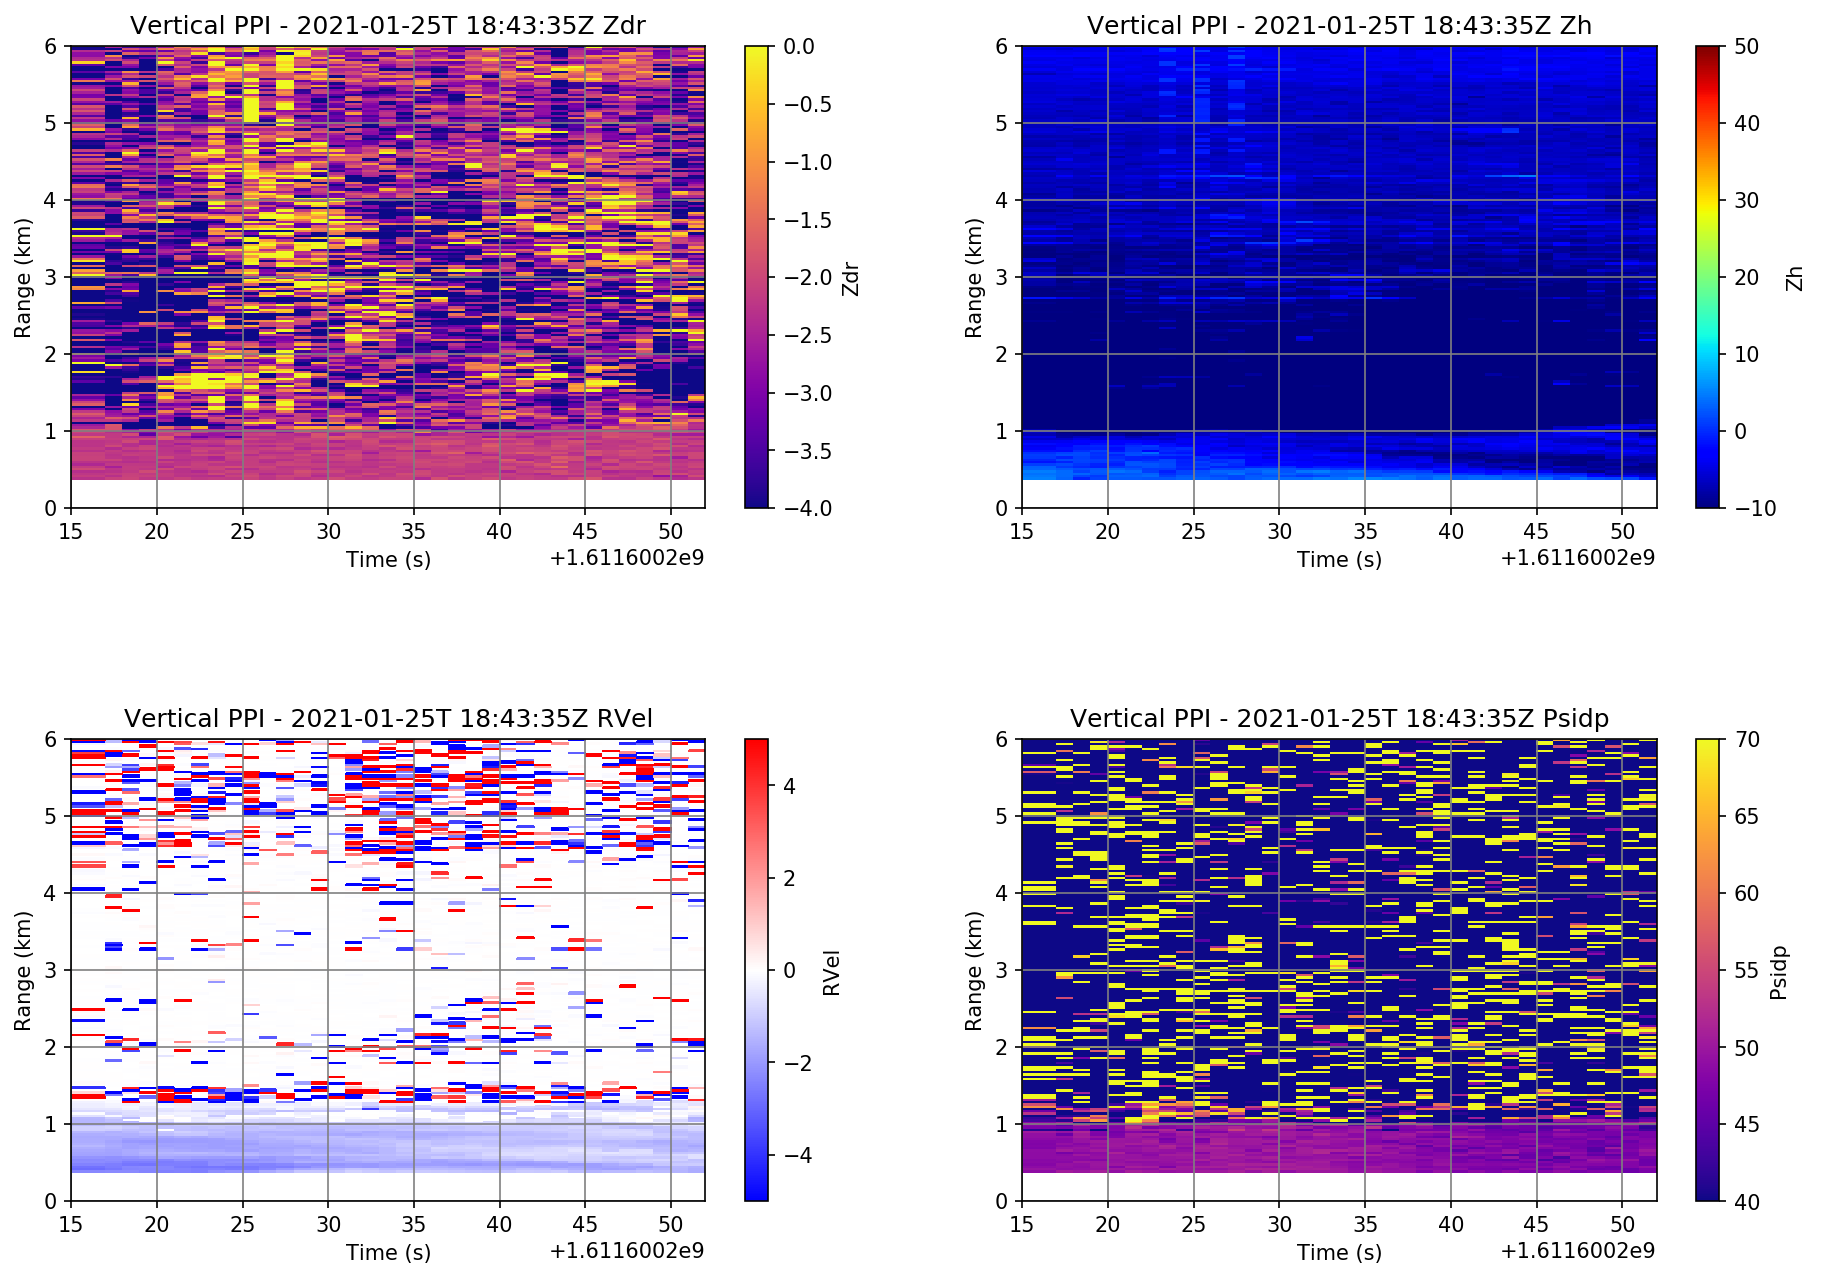 Vertical PPI - 2021-01-25T 18:43:35Z Zdr
6
5
4
3
2
1
0
Range (km)
15 20 25 30 35 40 45 50
Time (s)
+1.6116002e9
0.0
−0.5
−1.0
−1.5
−2.0
−2.5
−3.0
−3.5
−4.0
Zdr
Vertical PPI - 2021-01-25T 18:43:35Z Zh
6
5
4
3
2
1
0
Range (km)
15 20 25 30 35 40 45 50
Time (s)
+1.6116002e9
50
40
30
20
10
0
−10
Zh
Vertical PPI - 2021-01-25T 18:43:35Z RVel
6
5
4
3
2
1
0
Range (km)
15 20 25 30 35 40 45 50
Time (s)
+1.6116002e9
4
2
0
−2
−4
RVel
Vertical PPI - 2021-01-25T 18:43:35Z Psidp
6
5
4
3
2
1
0
Range (km)
15 20 25 30 35 40 45 50
Time (s)
+1.6116002e9
70
65
60
55
50
45
40
Psidp